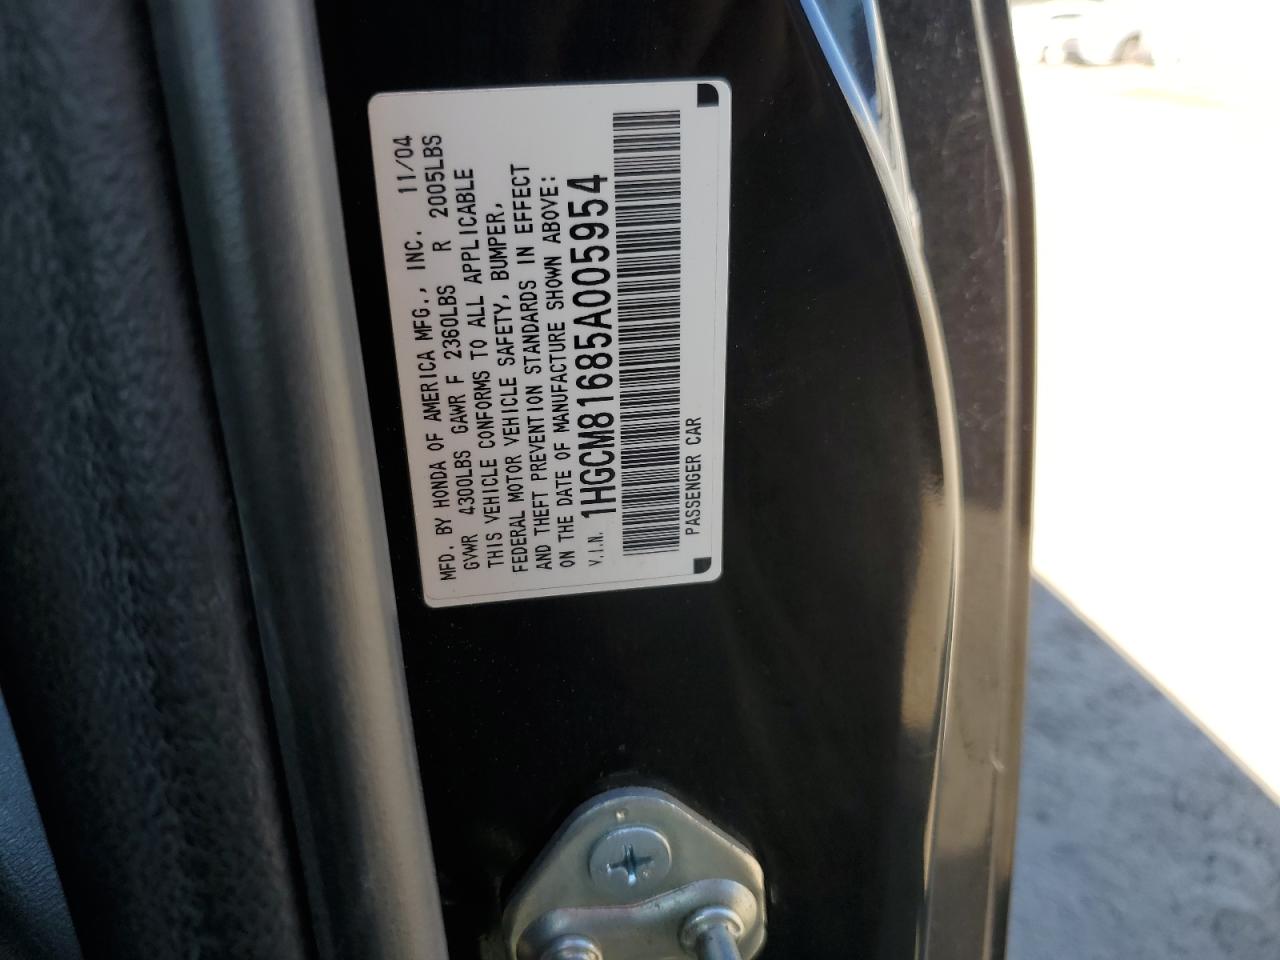 MFD. BY HONDA OF AMERICA MFG., INC. 11/04
GVWR 4300LBS GAWR F 2360LBS R 2005LBS
THIS VEHICLE CONFORMS TO ALL APPLICABLE
FEDERAL MOTOR VEHICLE SAFETY, BUMPER,
AND THEFT PREVENTION STANDARDS IN EFFECT
ON THE DATE OF MANUFACTURE SHOWN ABOVE:
V.I.N. 1HGCM81685A005954
PASSENGER CAR